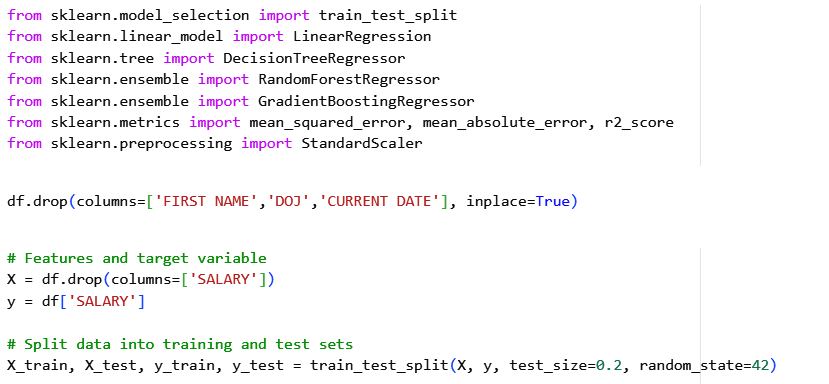 from sklearn.model_selection import train_test_split
from sklearn.linear_model import LinearRegression
from sklearn.tree import DecisionTreeRegressor
from sklearn.ensemble import RandomForestRegressor
from sklearn.ensemble import GradientBoostingRegressor
from sklearn.metrics import mean_squared_error, mean_absolute_error, r2_score
from sklearn.preprocessing import StandardScaler
df.drop(columns=['FIRST NAME','DOJ','CURRENT DATE'], inplace=True)
# Features and target variable
X = df.drop(columns=['SALARY'])
y = df['SALARY']
# Split data into training and test sets
X_train, X_test, y_train, y_test = train_test_split(X, y, test_size=0.2, random_state=42)